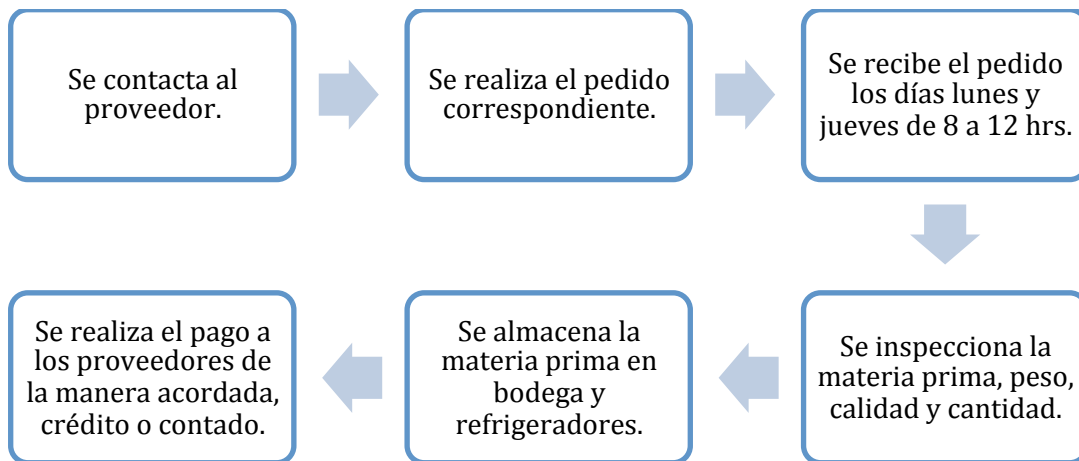 Se contacta al
proveedor.
Se realiza el pedido
correspondiente.
Se recibe el pedido
los días lunes y
jueves de 8 a 12 hrs.
Se inspecciona la
materia prima, peso,
calidad y cantidad.
Se almacena la
materia prima en
bodega y
refrigeradores.
Se realiza el pago a
los proveedores de
la manera acordada,
crédito o contado.